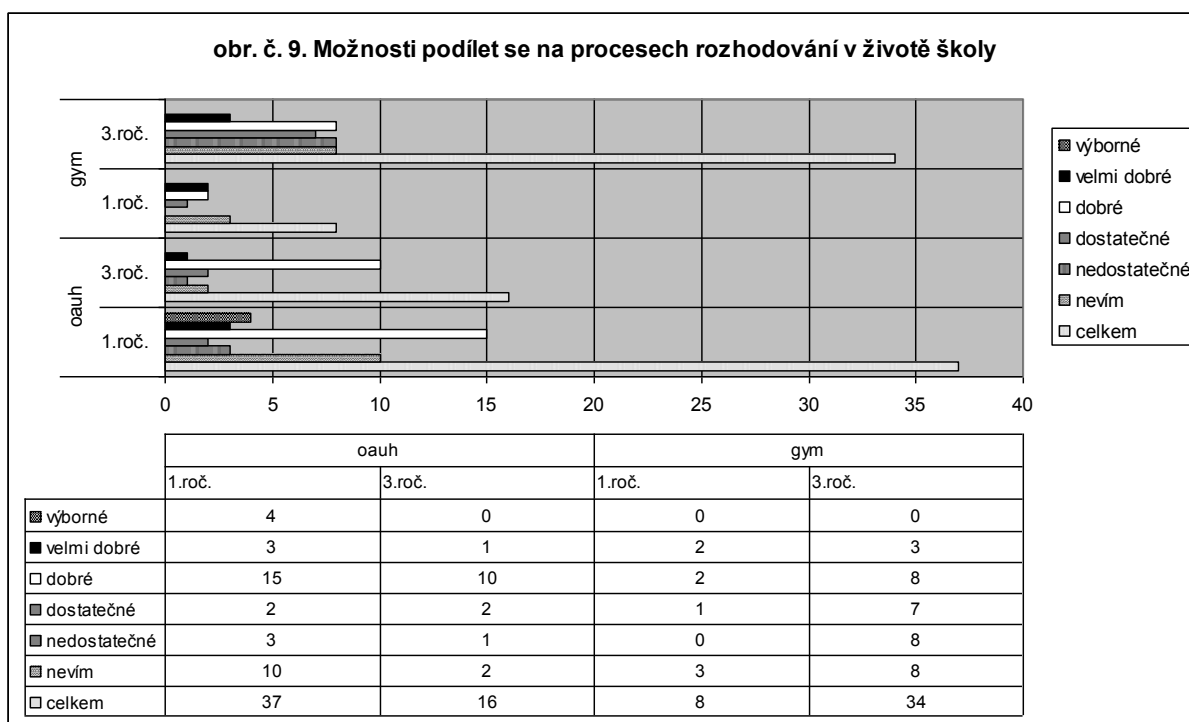 obr. č. 9. Možnosti podílet se na procesech rozhodování v životě školy
gym
3.roč.
1.roč.
oauh
3.roč.
1.roč.
0 5 10 15 20 25 30 35 40
výborné
velmi dobré
dobré
dostatečné
nedostatečné
nevím
celkem
oauh gym
1.roč. 3.roč. 1.roč. 3.roč.
výborné 4 0 0 0
velmi dobré 3 1 2 3
dobré 15 10 2 8
dostatečné 2 2 1 7
nedostatečné 3 1 0 8
nevím 10 2 3 8
celkem 37 16 8 34